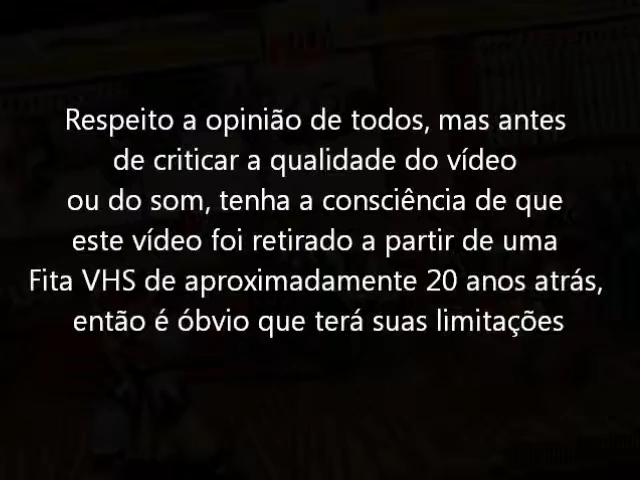 Respeito a opinião de todos, mas antes
de criticar a qualidade do vídeo
ou do som, tenha a consciência de que
este vídeo foi retirado a partir de uma
Fita VHS de aproximadamente 20 anos atrás,
então é óbvio que terá suas limitações